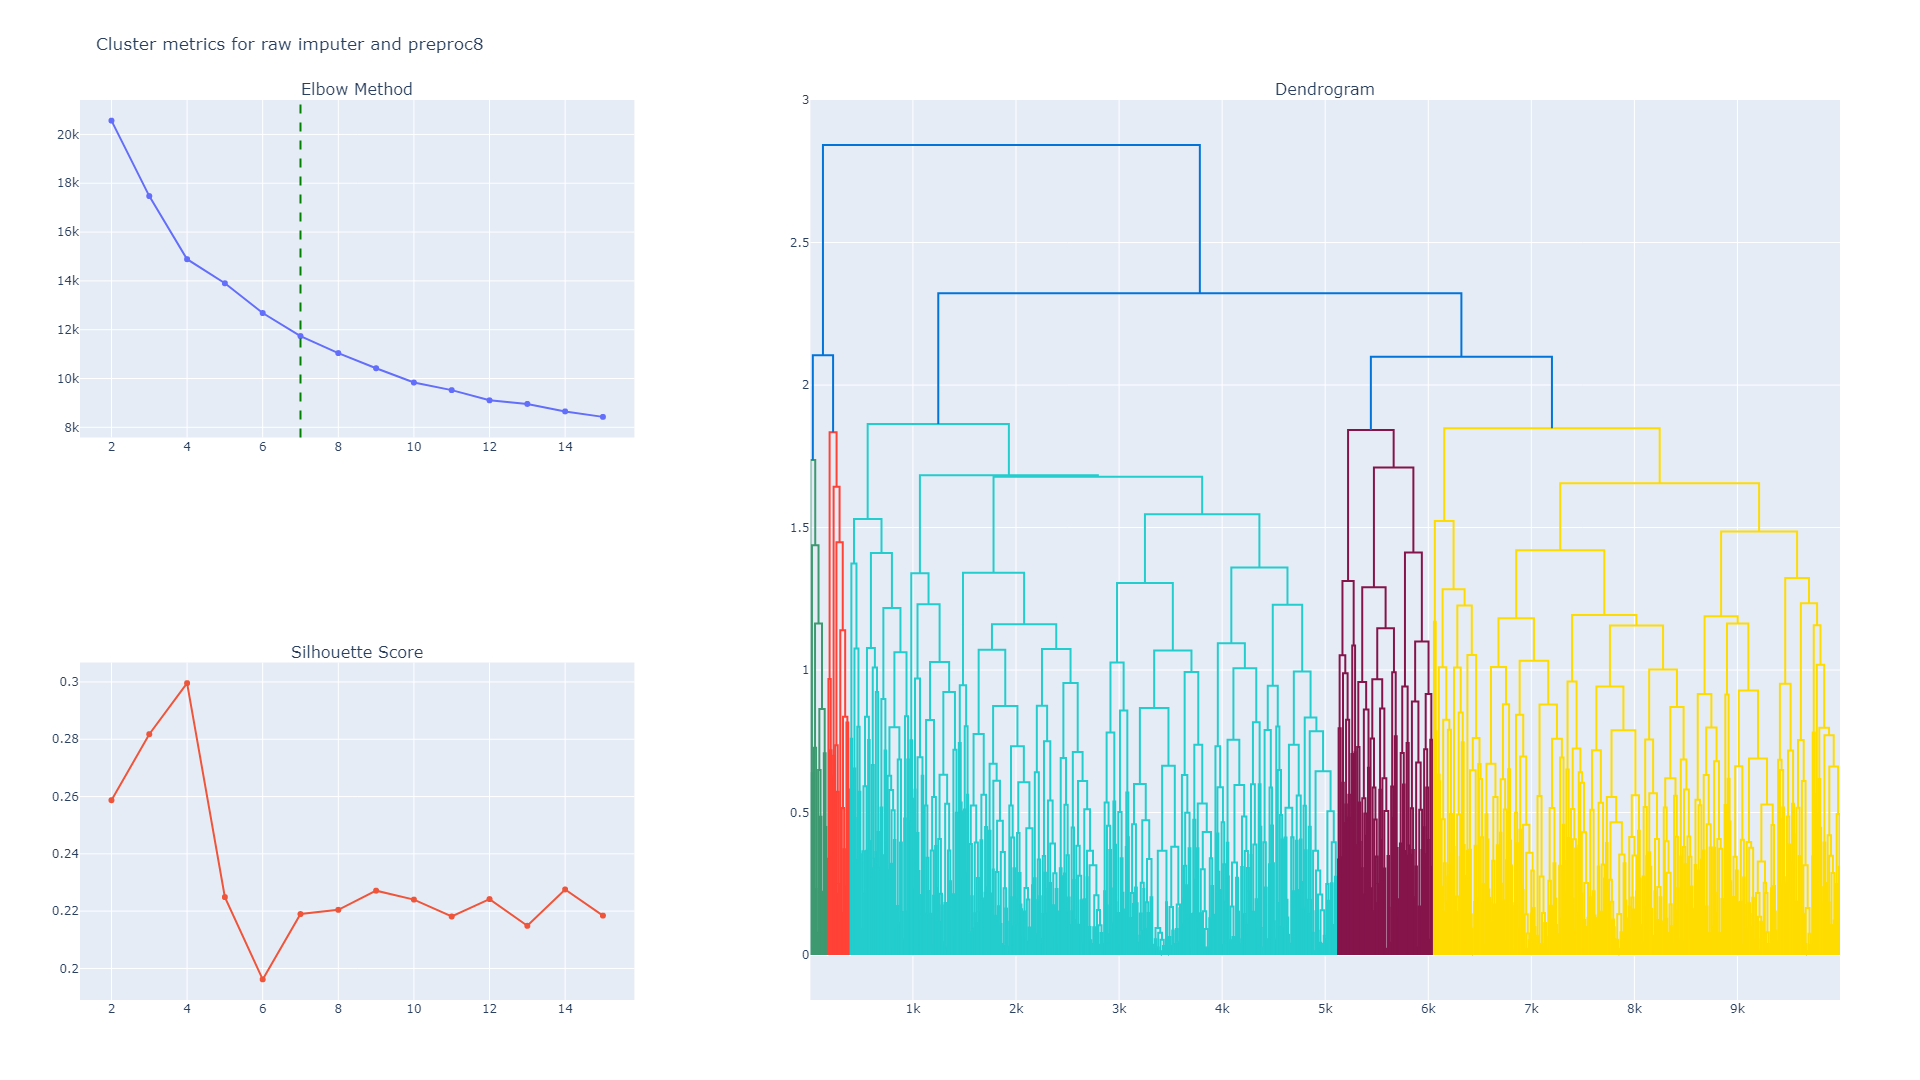 Cluster metrics for raw imputer and preproc8
Elbow Method
20k
18k
16k
14k
12k
10k
8k
2 4 6 8 10 12 14
Silhouette Score
0.3
0.28
0.26
0.24
0.22
0.2
2 4 6 8 10 12 14
Dendrogram
3
2.5
2
1.5
1
0.5
0
1k 2k 3k 4k 5k 6k 7k 8k 9k